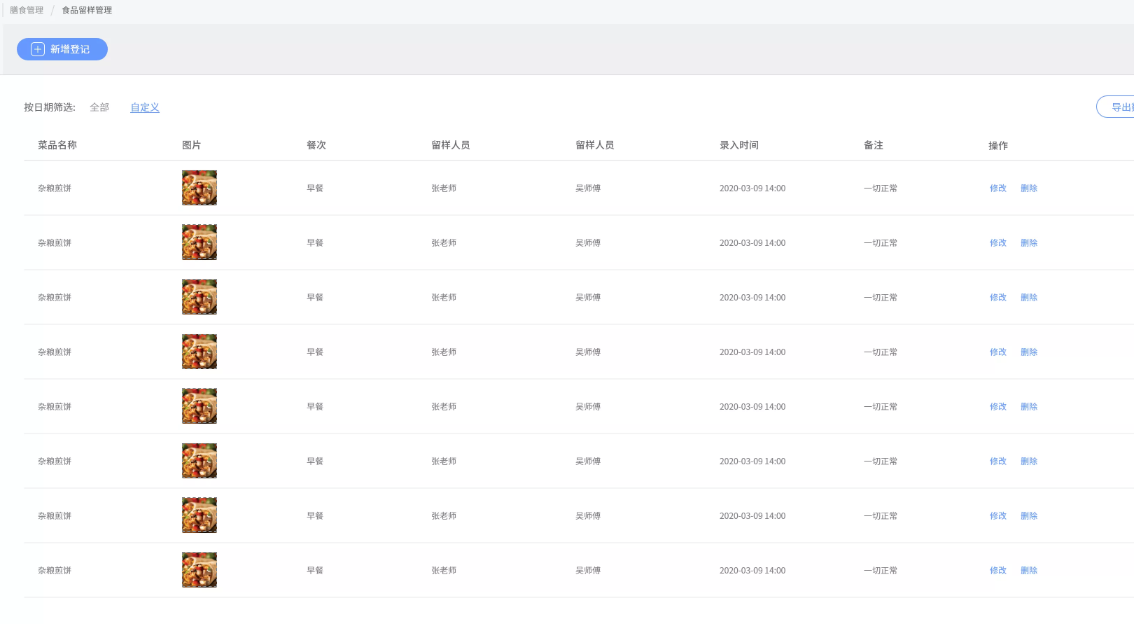 膳食管理 / 食品留样管理
新增登记
按日期筛选: 全部 自定义 导出
菜品名称 图片 餐次 留样人员 留样人员 录入时间 备注 操作
杂粮煎饼 早餐 张老师 吴师傅 2020-03-09 14:00 一切正常 修改 删除
杂粮煎饼 早餐 张老师 吴师傅 2020-03-09 14:00 一切正常 修改 删除
杂粮煎饼 早餐 张老师 吴师傅 2020-03-09 14:00 一切正常 修改 删除
杂粮煎饼 早餐 张老师 吴师傅 2020-03-09 14:00 一切正常 修改 删除
杂粮煎饼 早餐 张老师 吴师傅 2020-03-09 14:00 一切正常 修改 删除
杂粮煎饼 早餐 张老师 吴师傅 2020-03-09 14:00 一切正常 修改 删除
杂粮煎饼 早餐 张老师 吴师傅 2020-03-09 14:00 一切正常 修改 删除
杂粮煎饼 早餐 张老师 吴师傅 2020-03-09 14:00 一切正常 修改 删除